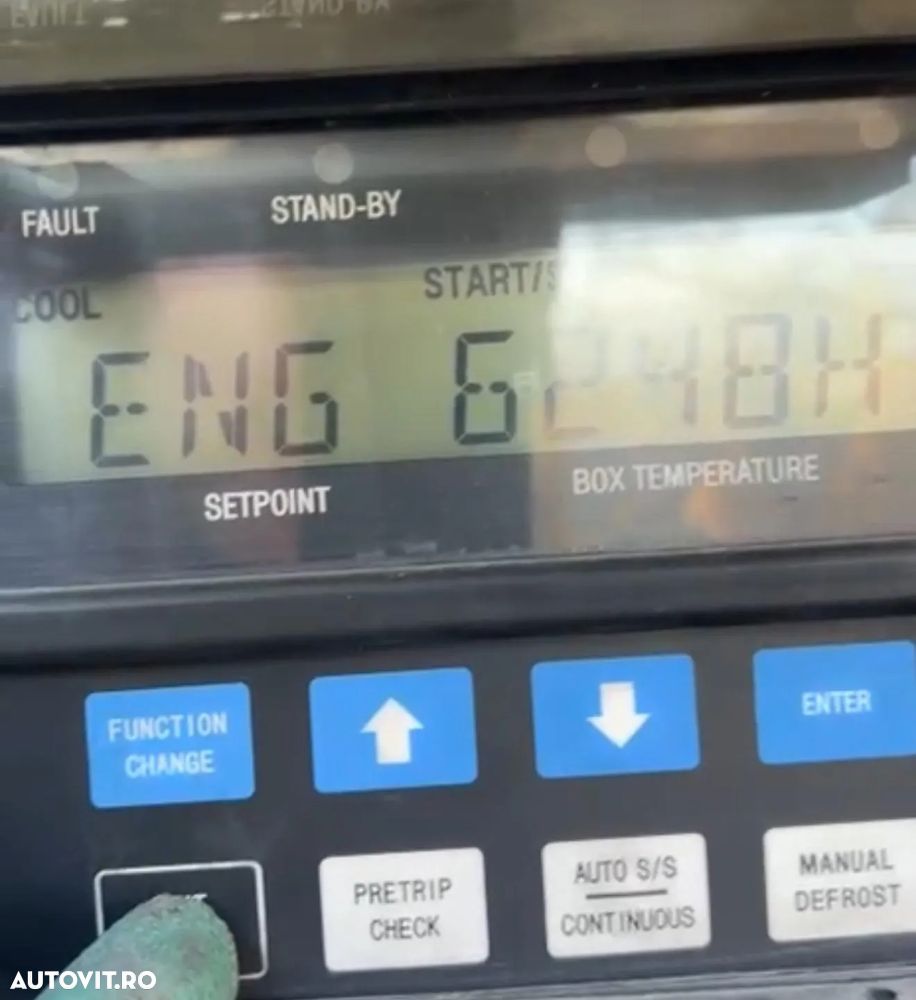 FAULT
STAND-BY
COOL
START/S
ENG 6248H
SETPOINT
BOX TEMPERATURE
FUNCTION
CHANGE
ENTER
PRETRIP
CHECK
AUTO S/S
CONTINUOUS
MANUAL
DEFROST
AUTOVIT.RO